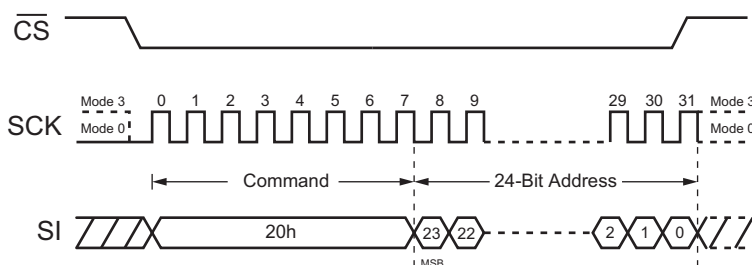 CS
Mode 3 0 1 2 3 4 5 6 7 8 9 29 30 31 Mode 3
SCK Mode 0 Mode 0
Command 24-Bit Address
SI 20h 23 22 2 1 0
MSB